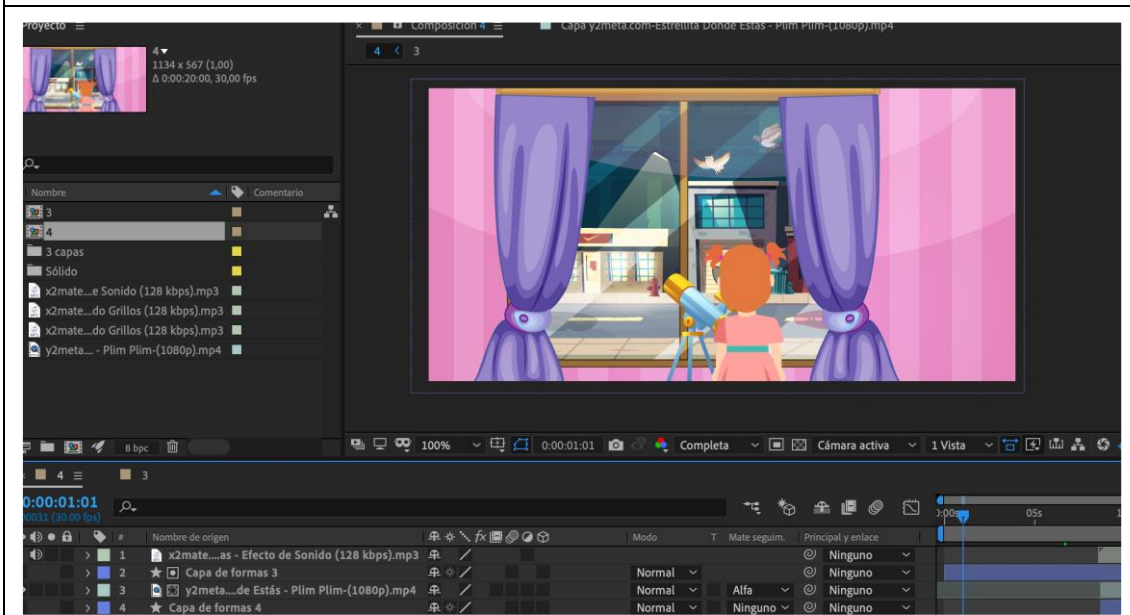 Proyecto
4
1134 x 567 (1,00)
Δ 0:00:20:00, 30,00 fps
Nombre
Comentario
3
4
3 capas
Sólido
x2mate...e Sonido (128 kbps).mp3
x2mate...do Grillos (128 kbps).mp3
x2mate...do Grillos (128 kbps).mp3
y2meta... - Plim Plim-(1080p).mp4
8 bpc
Composición 4
Capa y2meta.com-Estrellita Donde Estás - Plim Plim-(1080p).mp4
4 3
100% 0:00:01:01 Completa Cámara activa 1 Vista
4 3
0:00:01:01
00031 (30.00 fps)
05s
# Nombre de origen Modo T Mate seguim. Principal y enlace
1 x2mate....as - Efecto de Sonido (128 kbps).mp3 Ninguno
2 Capa de formas 3 Normal Ninguno
3 y2meta....de Estás - Plim Plim-(1080p).mp4 Normal Alfa Ninguno
4 Capa de formas 4 Normal Ninguno Ninguno